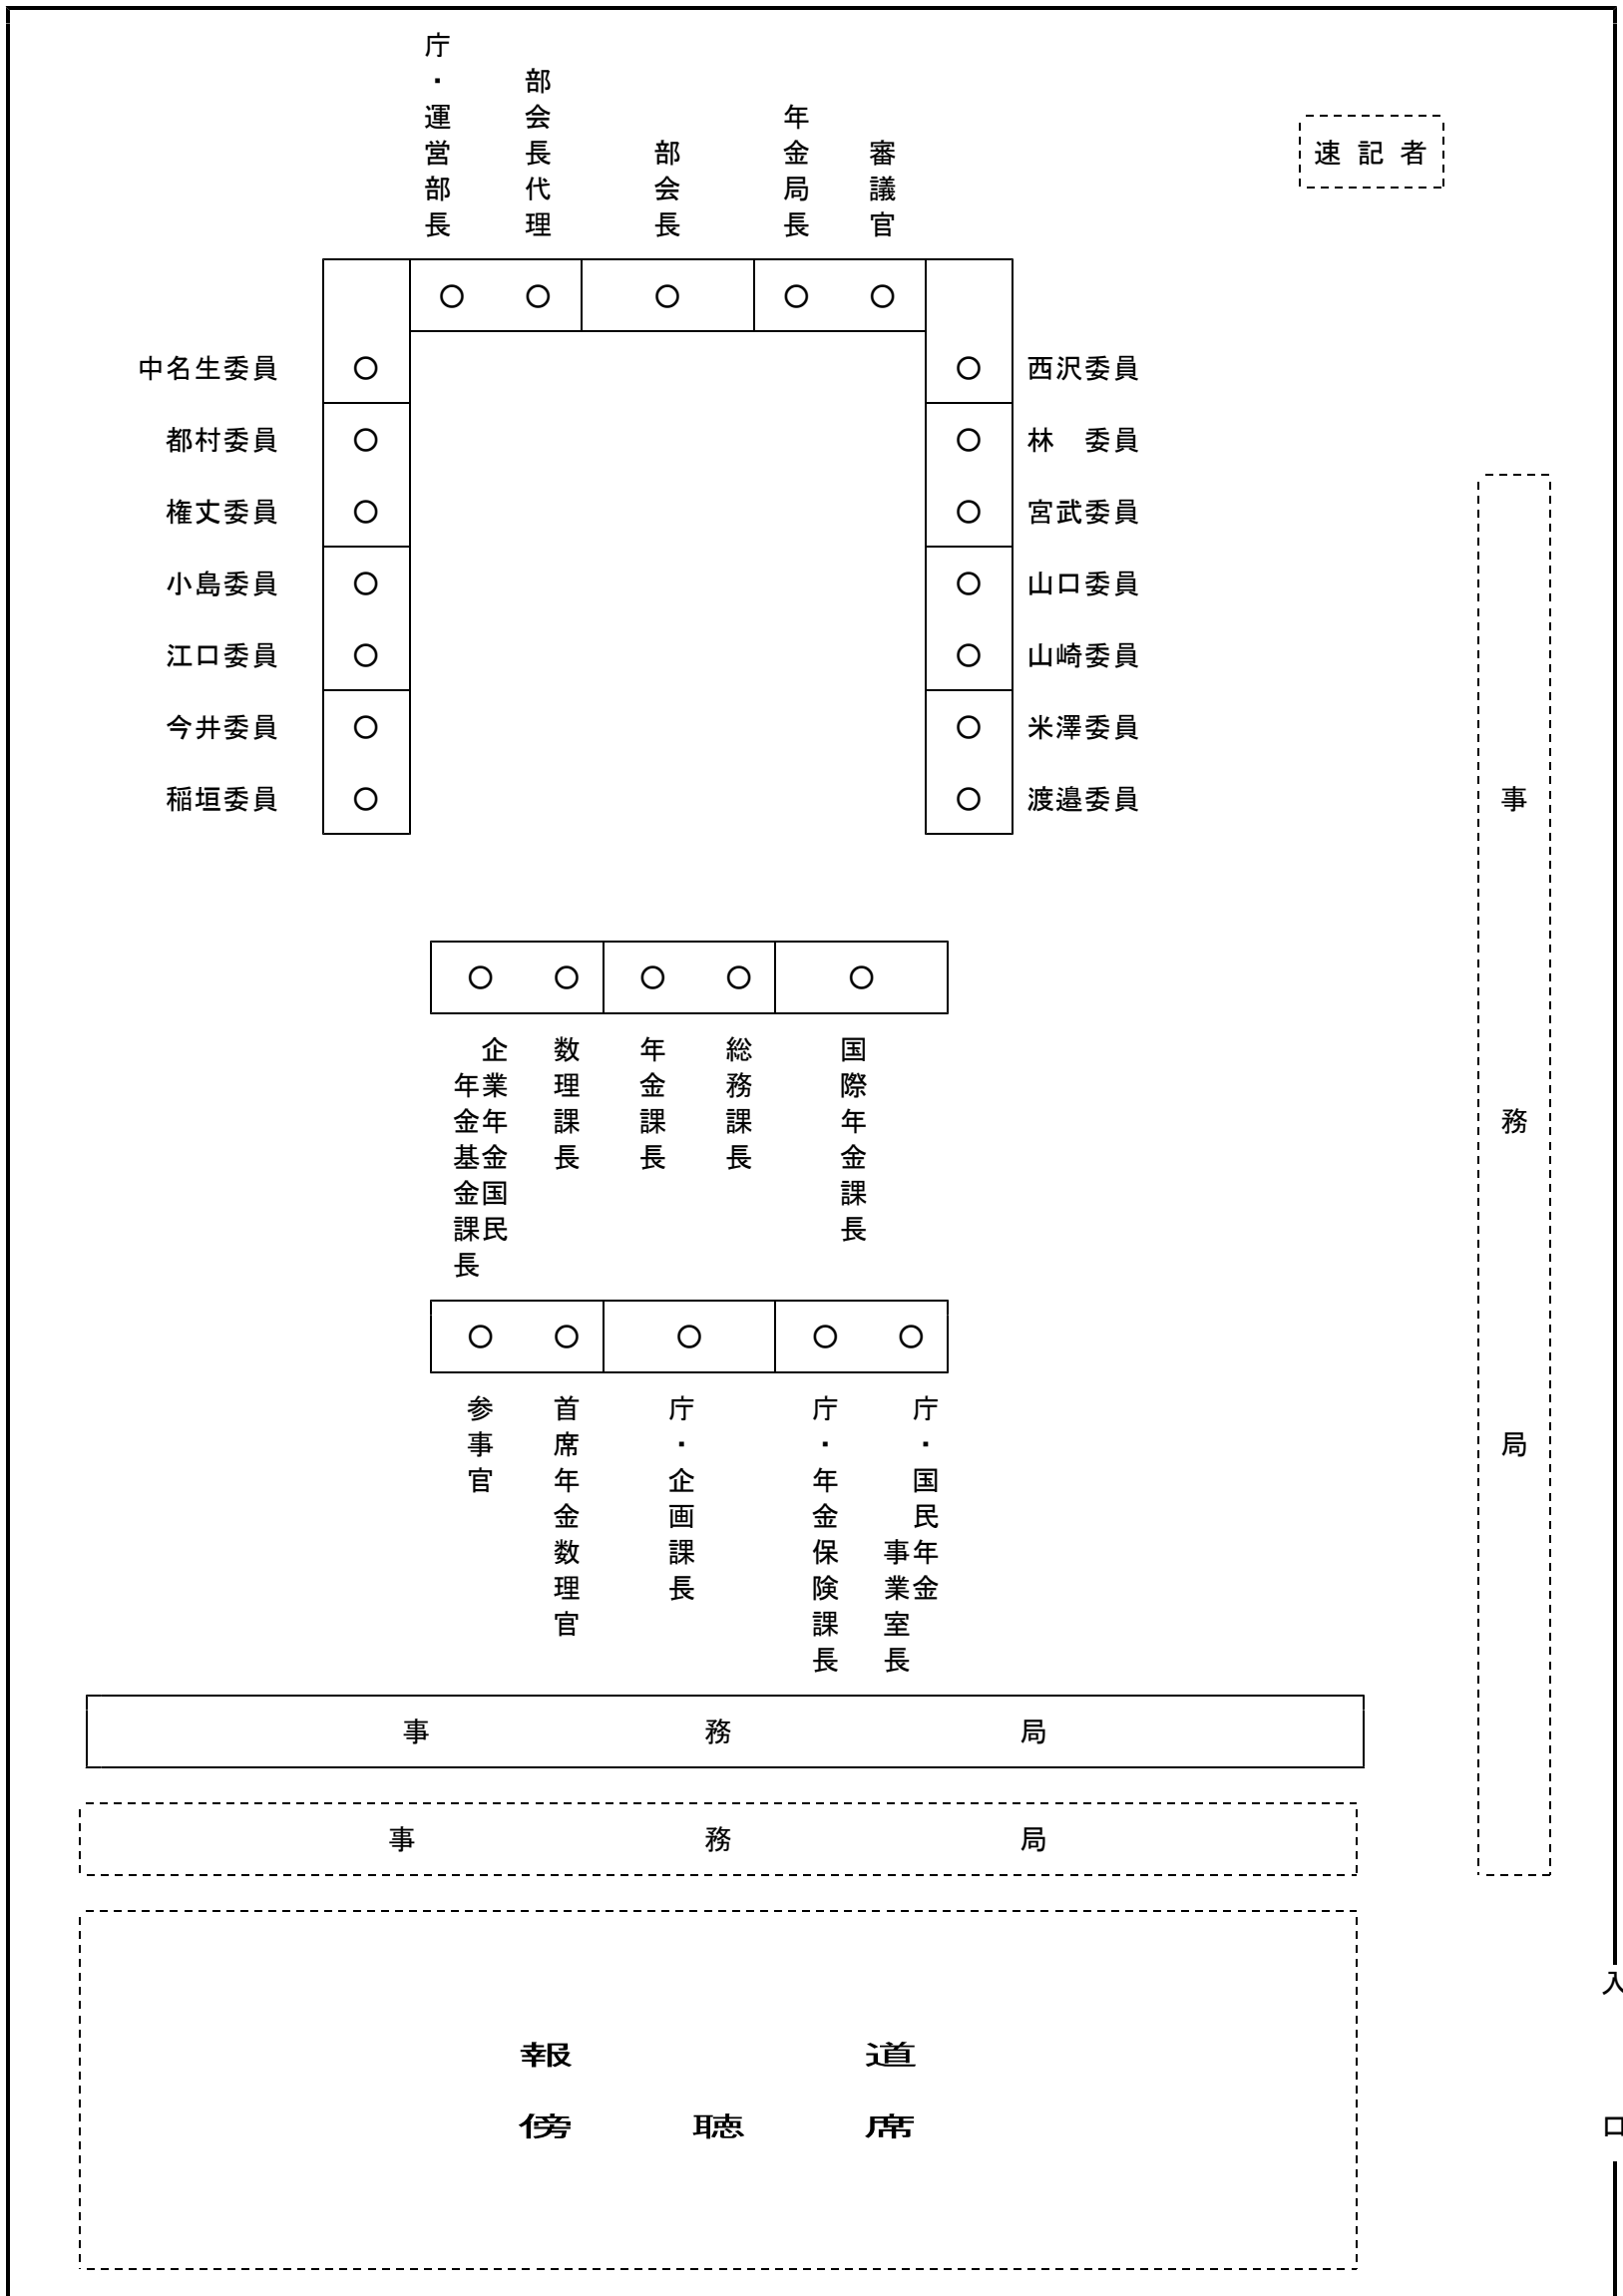 庁・運営部長
部会長代理
部会長
年金局長
審議官
速記者
○ ○ ○ ○ ○
中名生委員 ○ ○ 西沢委員
都村委員 ○ ○ 林　委員
権丈委員 ○ ○ 宮武委員
小島委員 ○ ○ 山口委員
江口委員 ○ ○ 山崎委員
今井委員 ○ ○ 米澤委員
稲垣委員 ○ ○ 渡邉委員
事務局
○ ○ ○ ○ ○
企業年金国民
年金基金課長
数理課長
年金課長
総務課長
国際年金課長
○ ○ ○ ○ ○
参事官
首席年金数理官
庁・企画課長
庁・年金保険課長
庁・国民年金
事業室長
事務局
事務局
報道
傍聴席
入口